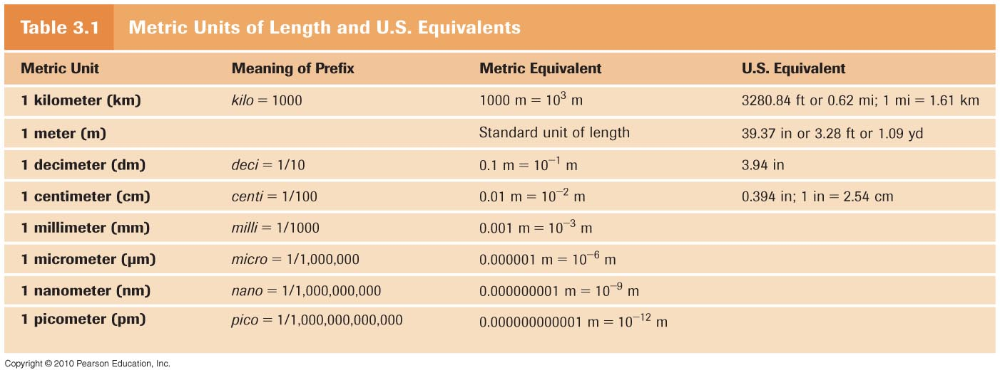 Table 3.1 Metric Units of Length and U.S. Equivalents
Metric Unit Meaning of Prefix Metric Equivalent U.S. Equivalent
1 kilometer (km) kilo = 1000 1000 m = 10³ m 3280.84 ft or 0.62 mi; 1 mi = 1.61 km
1 meter (m) Standard unit of length 39.37 in or 3.28 ft or 1.09 yd
1 decimeter (dm) deci = 1/10 0.1 m = 10⁻¹ m 3.94 in
1 centimeter (cm) centi = 1/100 0.01 m = 10⁻² m 0.394 in; 1 in = 2.54 cm
1 millimeter (mm) milli = 1/1000 0.001 m = 10⁻³ m
1 micrometer (µm) micro = 1/1,000,000 0.000001 m = 10⁻⁶ m
1 nanometer (nm) nano = 1/1,000,000,000 0.000000001 m = 10⁻⁹ m
1 picometer (pm) pico = 1/1,000,000,000,000 0.000000000001 m = 10⁻¹² m
Copyright © 2010 Pearson Education, Inc.